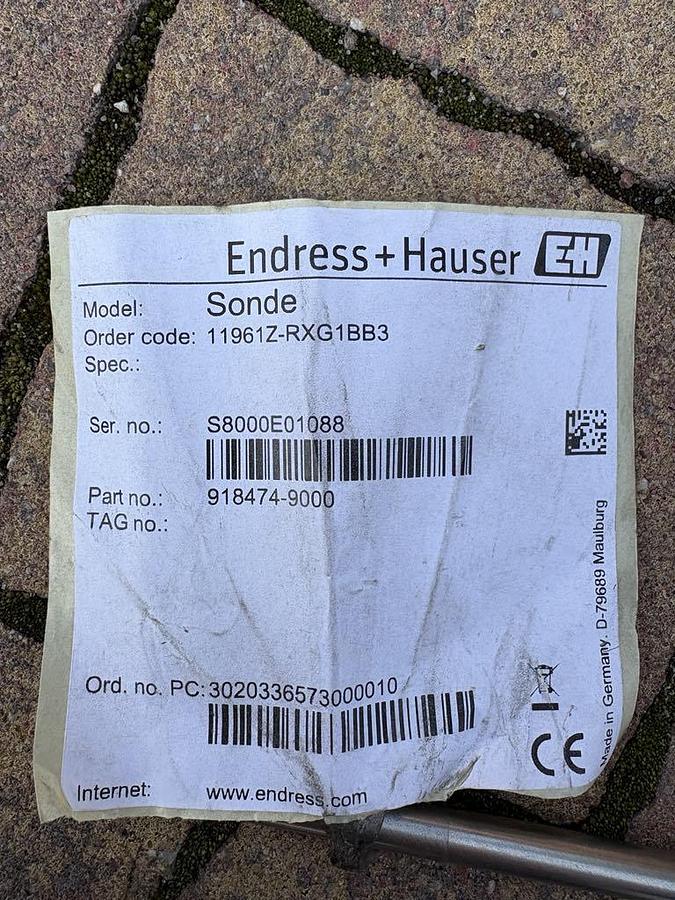 Endress+Hauser EH
Model: Sonde
Order code: 11961Z-RXG1BB3
Spec.:
Ser. no.: S8000E01088
Part no.: 918474-9000
TAG no.:
Made in Germany. D-79689 Maulburg
Ord. no. PC: 3020336573000010
CE
Internet: www.endress.com